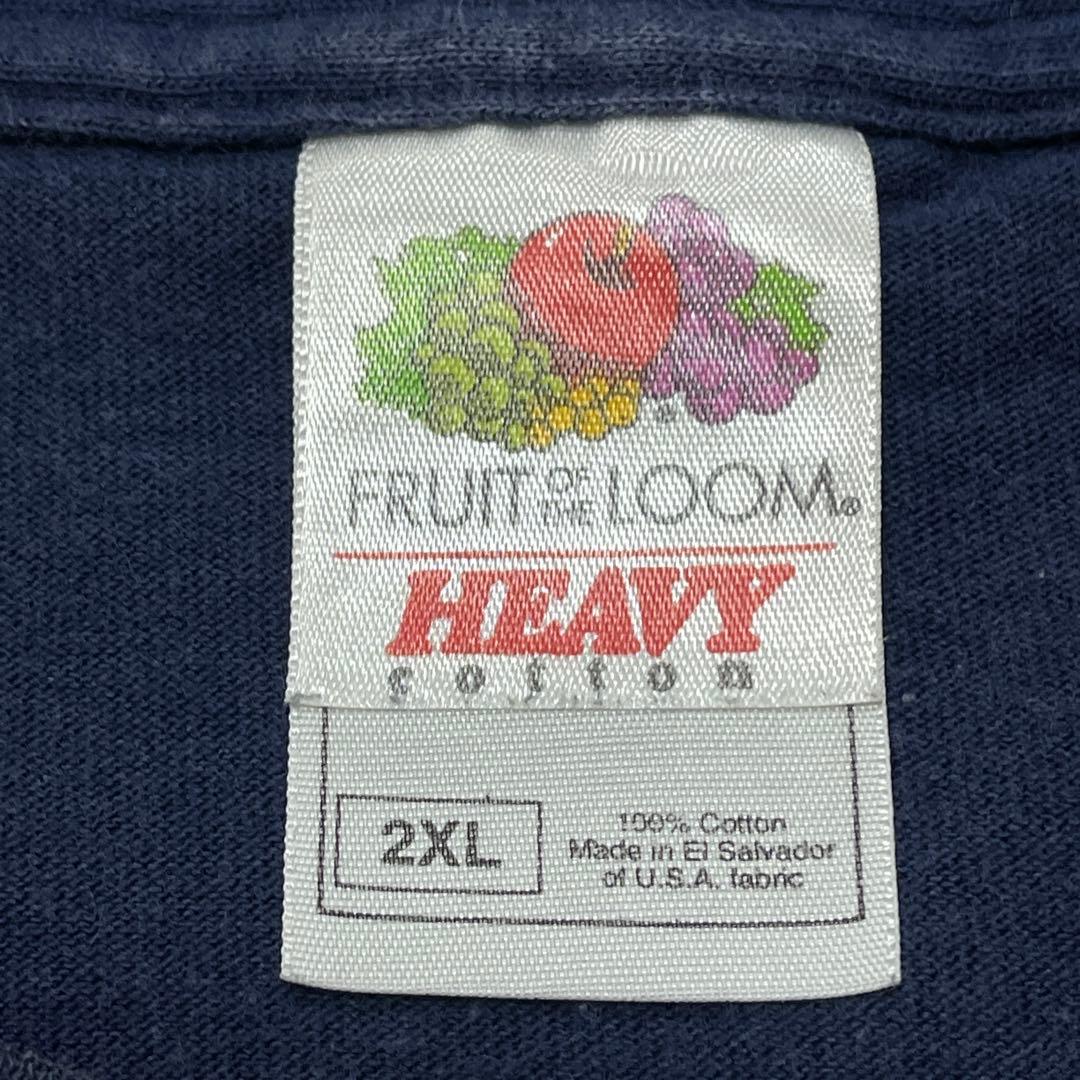 ®
FRUIT OF THE LOOM®
HEAVY
cotton
2XL
100% Cotton
Made in El Salvador
of U.S.A. fabric